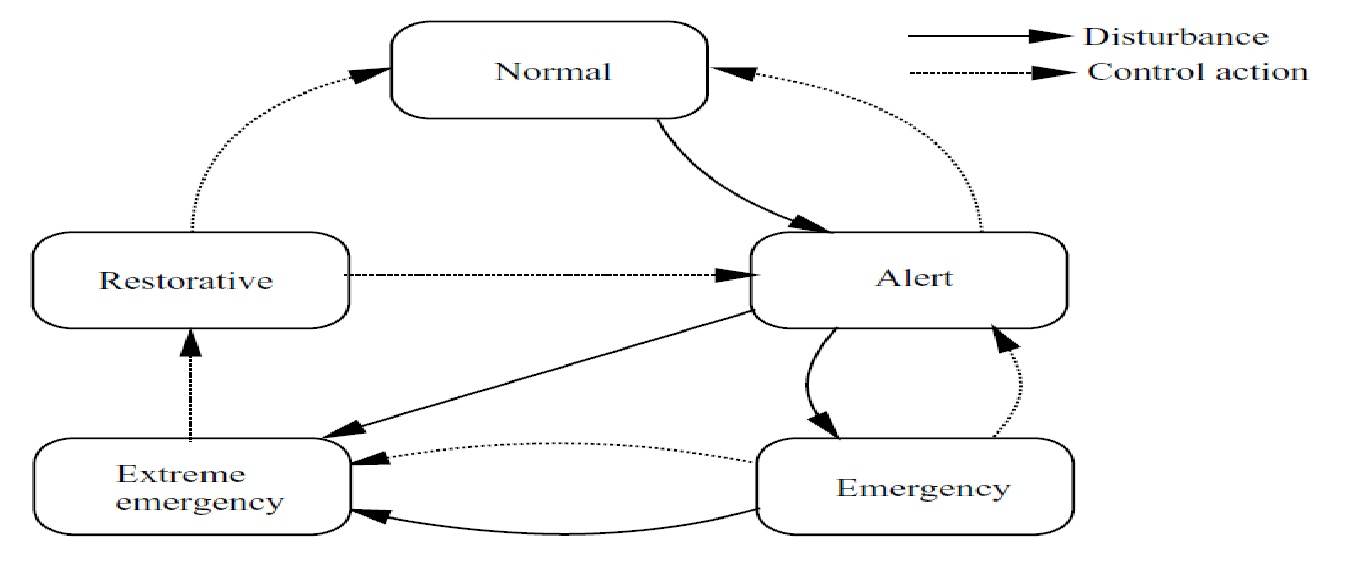 Normal
Disturbance
Control action
Restorative
Alert
Extreme
emergency
Emergency